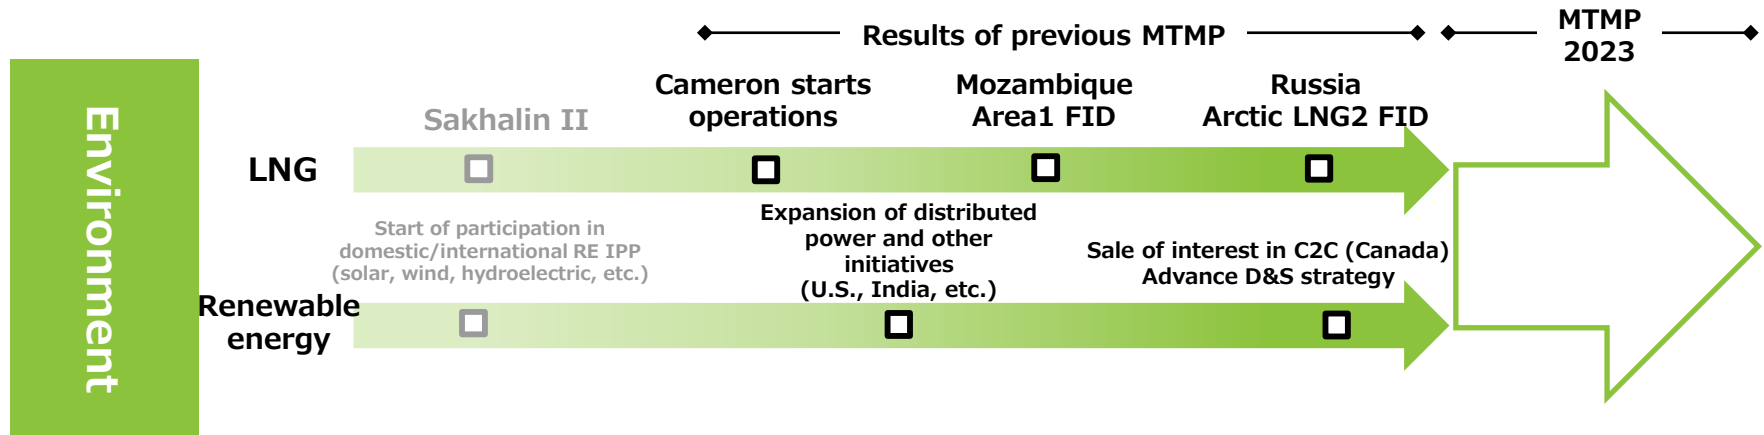 Results of previous MTMP
MTMP
2023
Environment
LNG
Sakhalin II
Cameron starts
operations
Mozambique
Area1 FID
Russia
Arctic LNG2 FID
Renewable
energy
Start of participation in
domestic/international RE IPP
(solar, wind, hydroelectric, etc.)
Expansion of distributed
power and other
initiatives
(U.S., India, etc.)
Sale of interest in C2C (Canada)
Advance D&S strategy